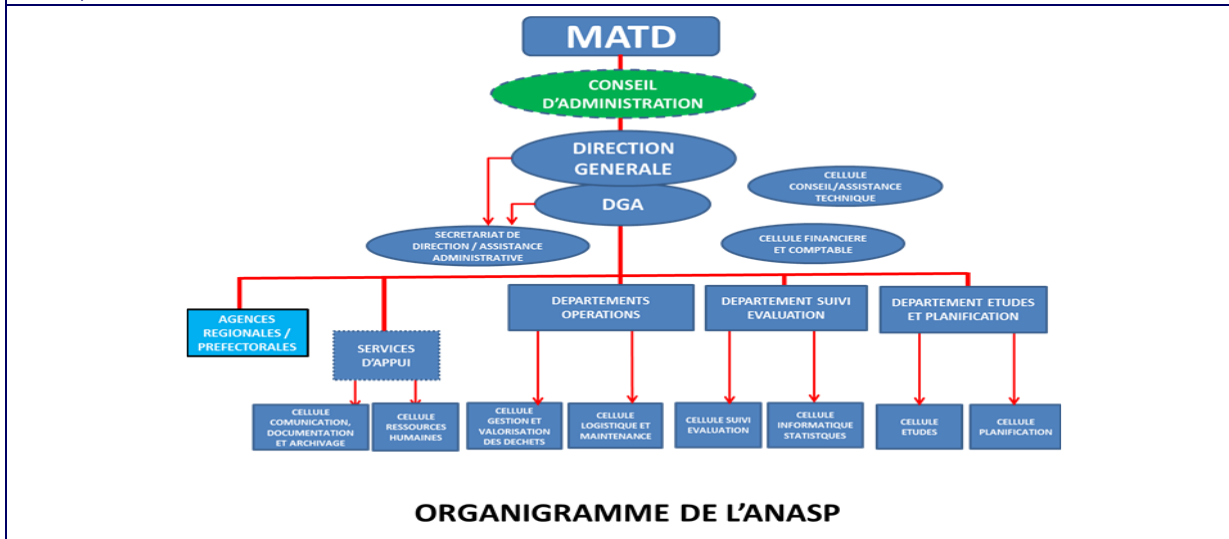 MATD
CONSEIL
D'ADMINISTRATION
DIRECTION
GENERALE
CELLULE
CONSEIL/ASSISTANCE
TECHNIQUE
DGA
SECRETARIAT DE
DIRECTION / ASSISTANCE
ADMINISTRATIVE
CELLULE FINANCIERE
ET COMPTABLE
AGENCES
REGIONALES /
PREFECTORALES
SERVICES
D'APPUI
DEPARTEMENTS
OPERATIONS
DEPARTEMENT SUIVI
EVALUATION
DEPARTEMENT ETUDES
ET PLANIFICATION
CELLULE
COMUNICATION,
DOCUMENTATION
ET ARCHIVAGE
CELLULE
RESSOURCES
HUMAINES
CELLULE
GESTION ET
VALORISATION
DES DECHETS
CELLULE
LOGISTIQUE ET
MAINTENANCE
CELLULE SUIVI
EVALUATION
CELLULE
INFORMATIQUE
STATISTQUES
CELLULE
ETUDES
CELLULE
PLANIFICATION
ORGANIGRAMME DE L'ANASP